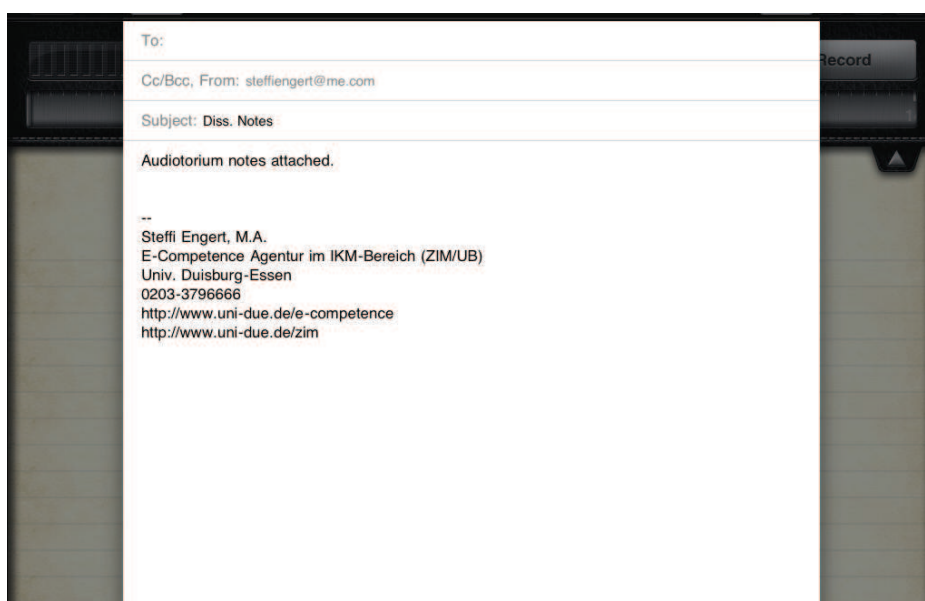 To:
Record
Cc/Bcc, From: steffiengert@me.com
Subject: Diss. Notes
Audiotorium notes attached.
--
Steffi Engert, M.A.
E-Competence Agentur im IKM-Bereich (ZIM/UB)
Univ. Duisburg-Essen
0203-3796666
http://www.uni-due.de/e-competence
http://www.uni-due.de/zim